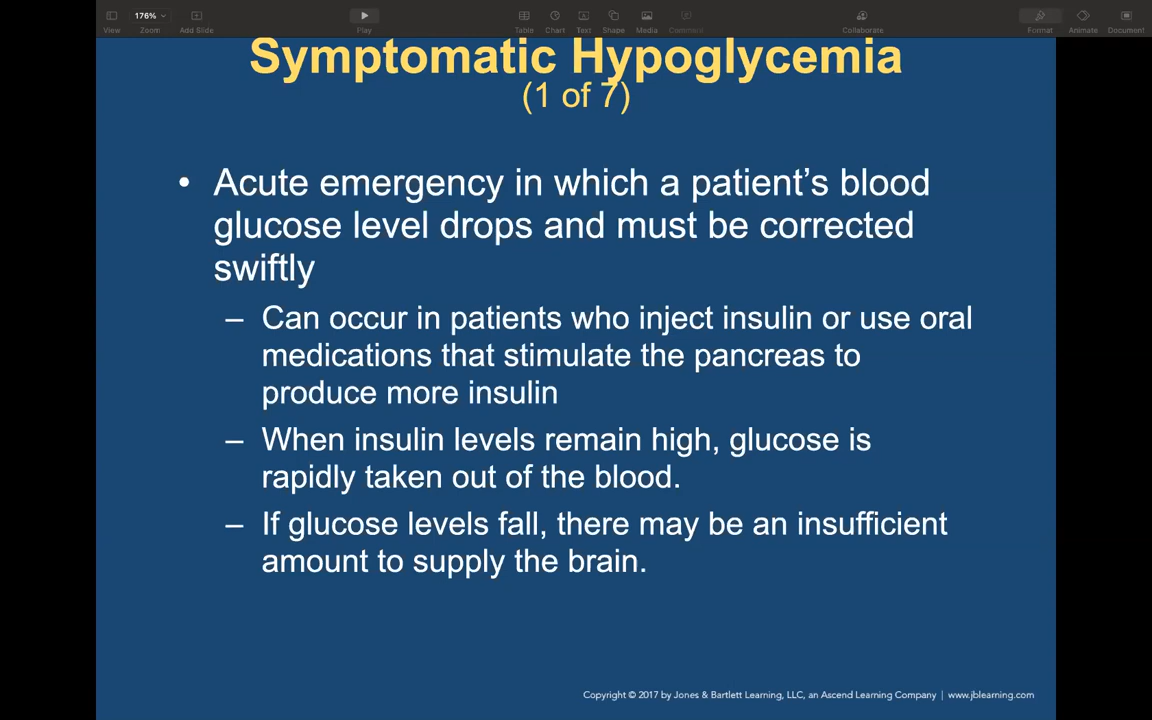 176%
View
Zoom
Add Slide
Play
Table
Chart
Text
Shape
Media
Comment
Collaborate
Format
Animate
Document
Symptomatic Hypoglycemia
(1 of 7)
• Acute emergency in which a patient’s blood
glucose level drops and must be corrected
swiftly
– Can occur in patients who inject insulin or use oral
medications that stimulate the pancreas to
produce more insulin
– When insulin levels remain high, glucose is
rapidly taken out of the blood.
– If glucose levels fall, there may be an insufficient
amount to supply the brain.
Copyright © 2017 by Jones & Bartlett Learning, LLC, an Ascend Learning Company | www.jblearning.com